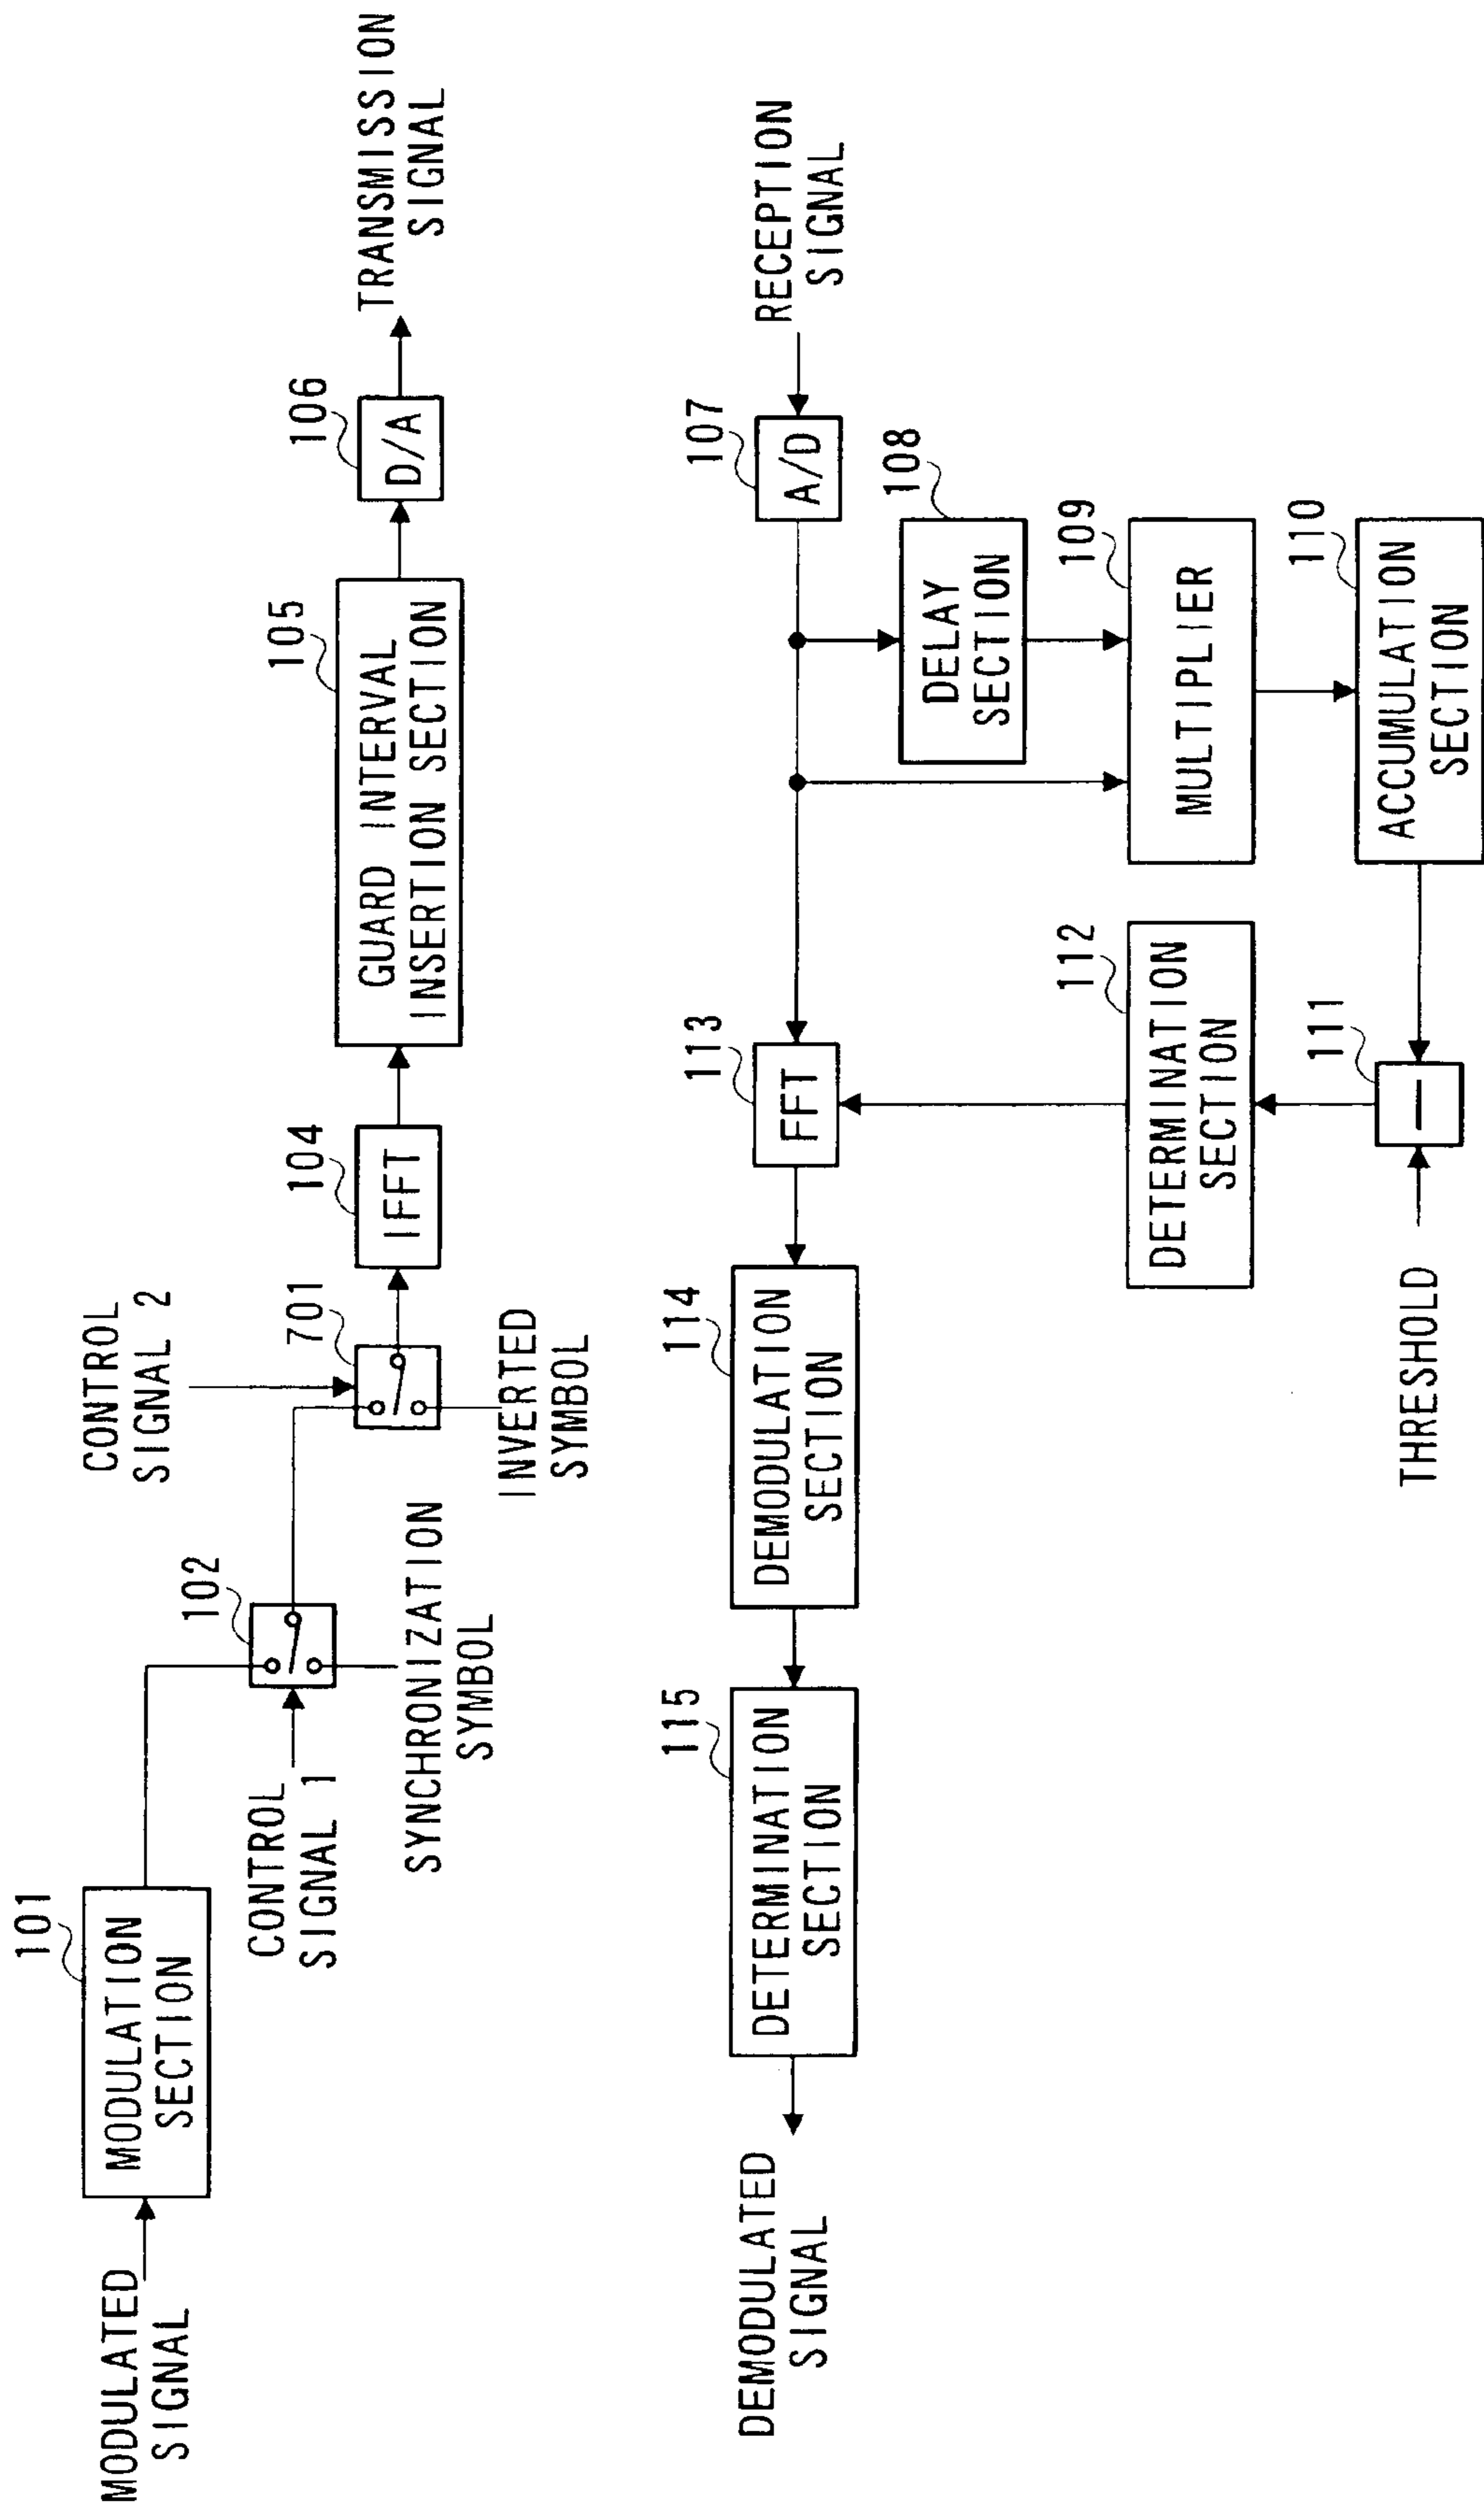 MODULATED
SIGNAL
101
MODULATION
SECTION
CONTROL
SIGNAL 1
102
SYNCHRONIZATION
SYMBOL
CONTROL
SIGNAL 2
701
INVERTED
SYMBOL
104
IFFT
105
GUARD INTERVAL
INSERTION SECTION
106
D/A
TRANSMISSION
SIGNAL
DEMODULATED
SIGNAL
115
DETERMINATION
SECTION
114
DEMODULATION
SECTION
113
FFT
107
A/D
RECEPTION
SIGNAL
108
DELAY
SECTION
109
MULTIPLIER
112
DETERMINATION
SECTION
110
ACCUMULATION
SECTION
111
THRESHOLD